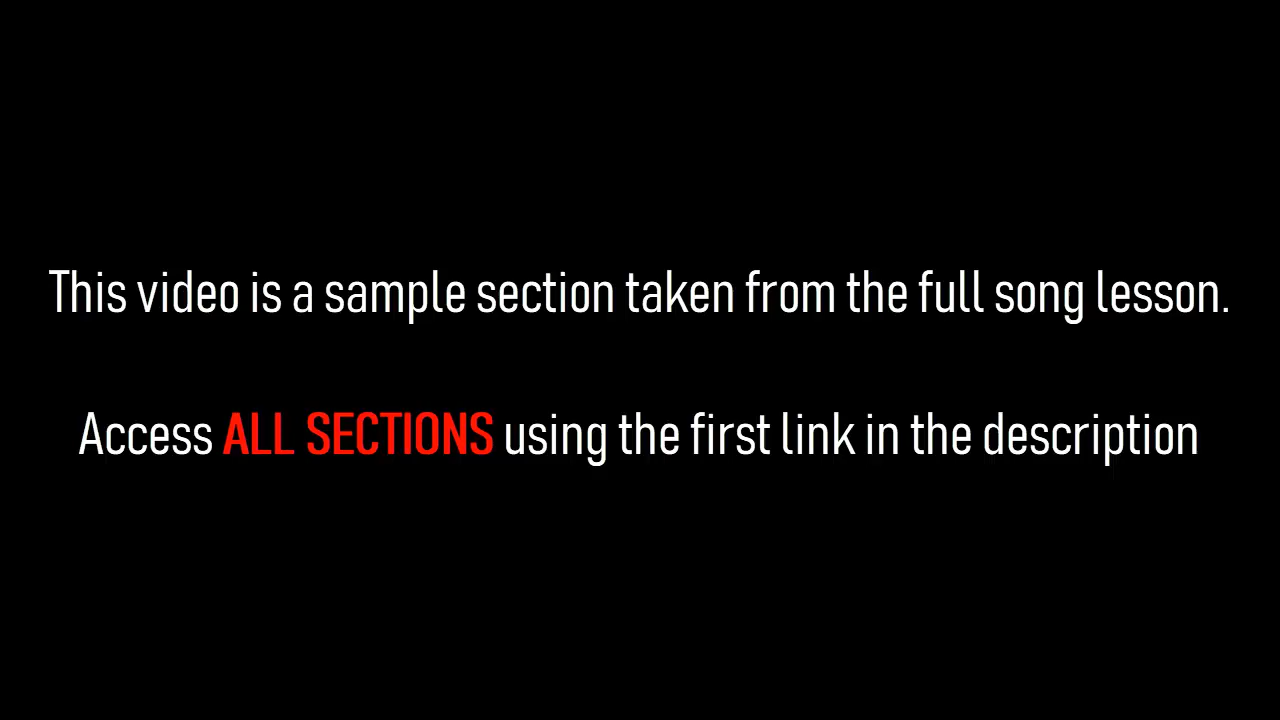 This video is a sample section taken from the full song lesson.
Access ALL SECTIONS using the first link in the description